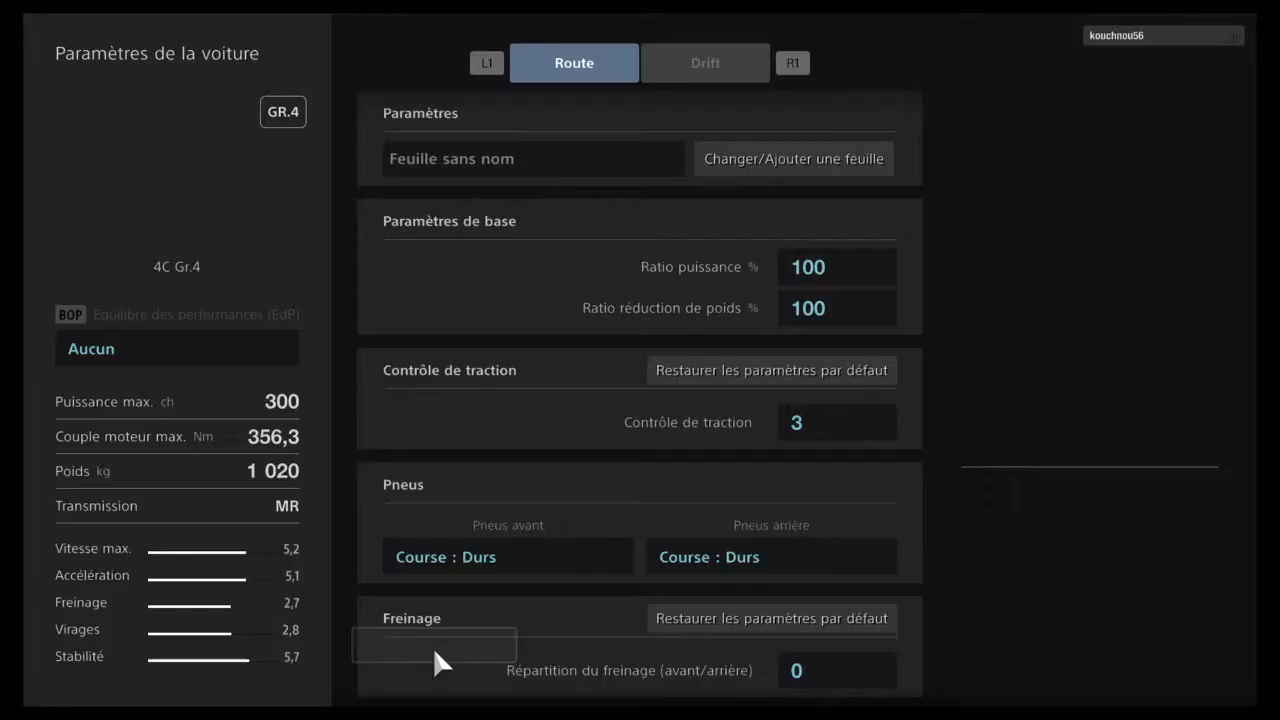 Paramètres de la voiture
kouchnou56
L1
Route
Drift
R1
GR.4
Paramètres
Feuille sans nom
Changer/Ajouter une feuille
Paramètres de base
Ratio puissance %
100
Ratio réduction de poids %
100
4C Gr.4
BOP Équilibre des performances (EdP)
Aucun
Puissance max. ch 300
Couple moteur max. Nm 356,3
Poids kg 1 020
Transmission MR
Vitesse max. 5,2
Accélération 5,1
Freinage 2,7
Virages 2,8
Stabilité 5,7
Contrôle de traction
Restaurer les paramètres par défaut
Contrôle de traction 3
Pneus
Pneus avant
Pneus arrière
Course : Durs
Course : Durs
Freinage
Restaurer les paramètres par défaut
Répartition du freinage (avant/arrière) 0